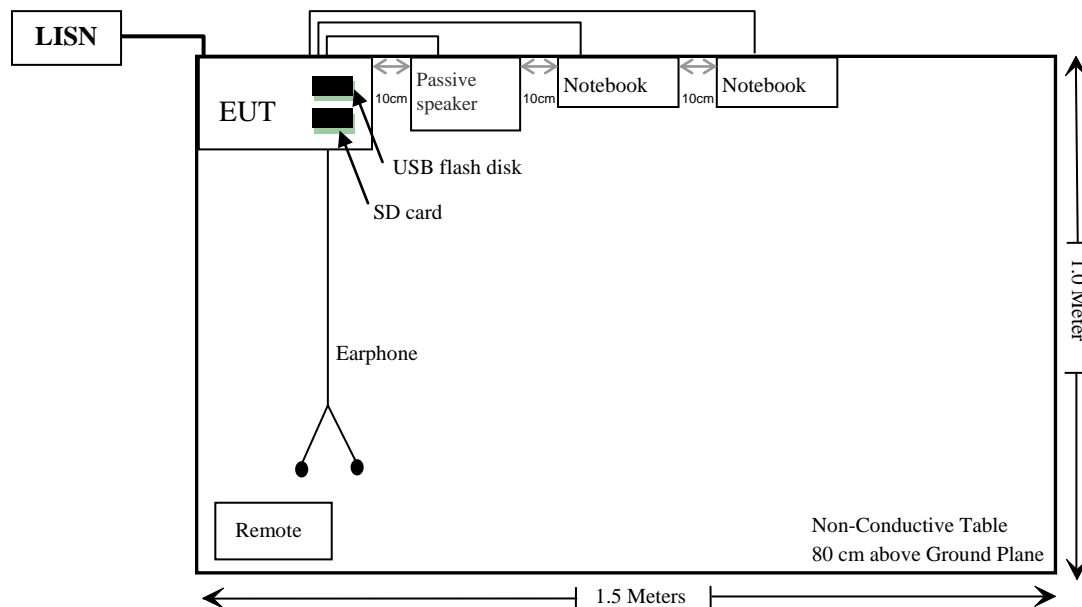 LISN
EUT
10cm
Passive
speaker
10cm
Notebook
10cm
Notebook
USB flash disk
SD card
Earphone
Remote
Non-Conductive Table
80 cm above Ground Plane
1.0 Meter
1.5 Meters